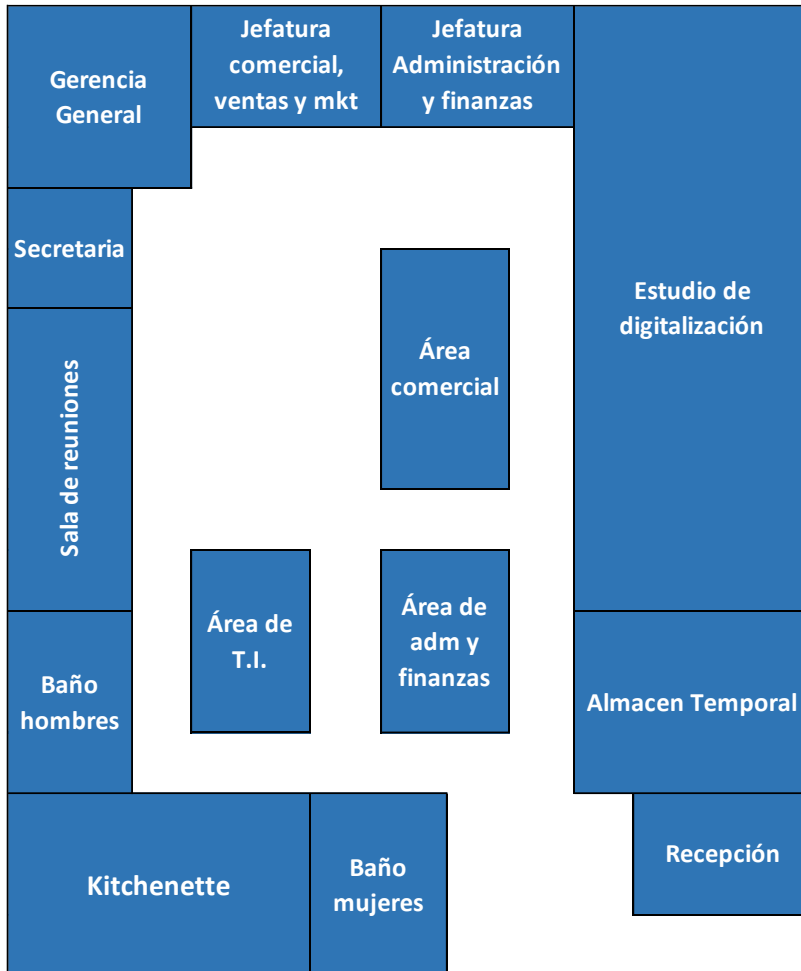 Gerencia
General
Jefatura
comercial,
ventas y mkt
Jefatura
Administración
y finanzas
Secretaria
Estudio de
digitalización
Área
comercial
Sala de reuniones
Área de
T.I.
Área de
adm y
finanzas
Baño
hombres
Almacen Temporal
Kitchenette
Baño
mujeres
Recepción